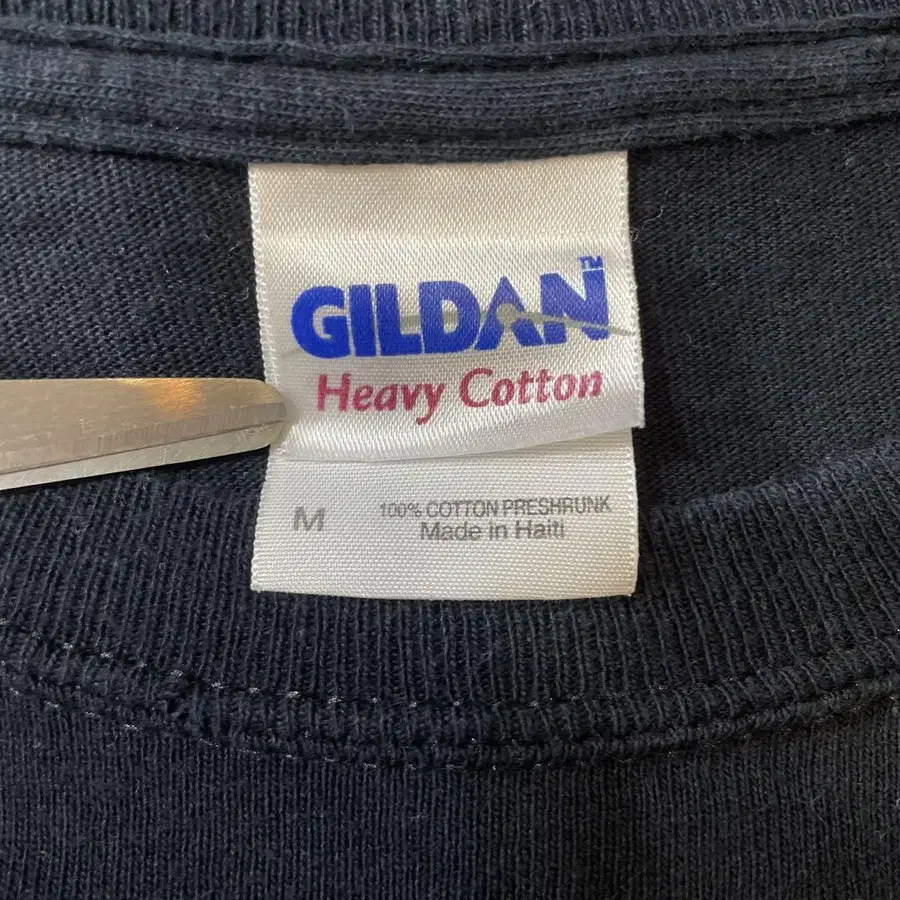 GILDAN™
Heavy Cotton
M 100% COTTON PRESHRUNK
Made in Haiti